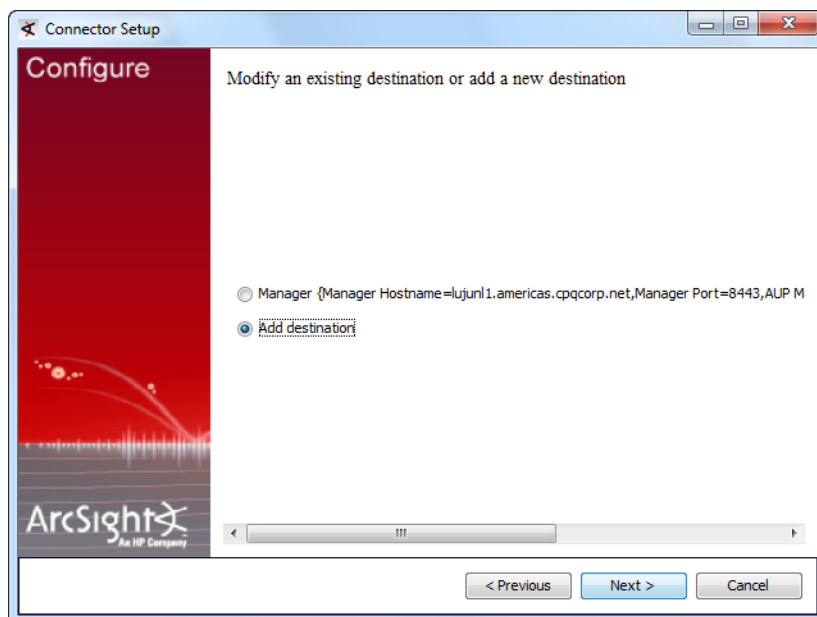 Connector Setup
Configure
Modify an existing destination or add a new destination
Manager {Manager Hostname=lujunl1.americas.cpqcorp.net,Manager Port=8443,AUP M
Add destination
ArcSight
An HP Company
< Previous
Next >
Cancel